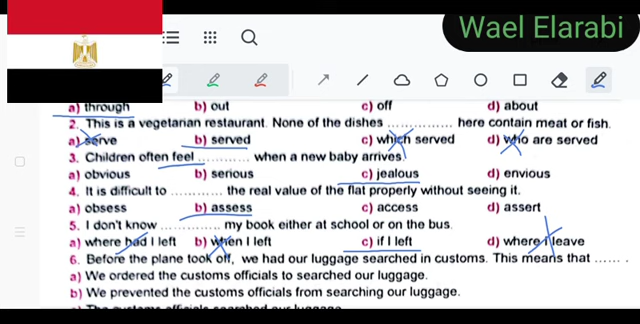 Wael Elarabi
a) through b) out c) off d) about
2. This is a vegetarian restaurant. None of the dishes .............. here contain meat or fish.
a) serve b) served c) which served d) who are served
3. Children often feel ........... when a new baby arrives
a) obvious b) serious c) jealous d) envious
4. It is difficult to ........... the real value of the flat properly without seeing it.
a) obsess b) assess c) access d) assert
5. I don't know ............. my book either at school or on the bus.
a) where had I left b) when I left c) if I left d) where I leave
6. Before the plane took off, we had our luggage searched in customs. This means that ...... .
a) We ordered the customs officials to searched our luggage.
b) We prevented the customs officials from searching our luggage.